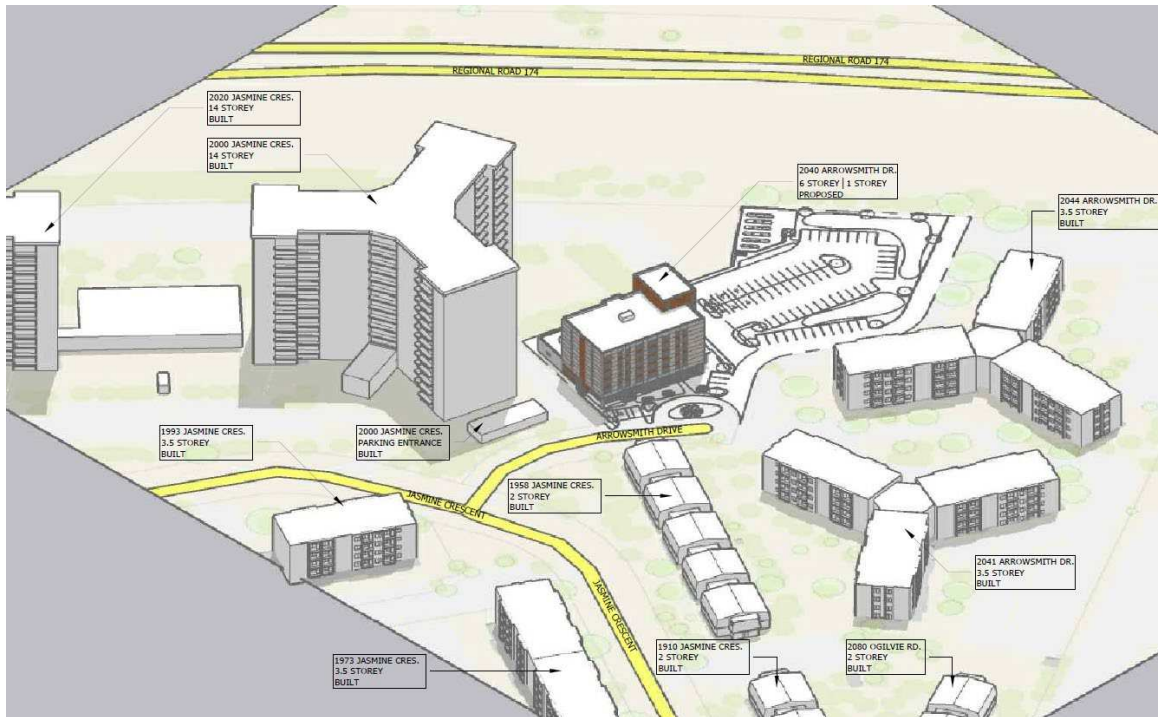 REGIONAL ROAD 174
REGIONAL ROAD 174
2020 JASMINE CRES.
14 STOREY
BUILT
2000 JASMINE CRES.
14 STOREY
BUILT
2040 ARROWSMITH DR.
6 STOREY | 1 STOREY
PROPOSED
2044 ARROWSMITH DR.
3.5 STOREY
BUILT
1993 JASMINE CRES.
3.5 STOREY
BUILT
2000 JASMINE CRES.
PARKING ENTRANCE
BUILT
ARROWSMITH DRIVE
JASMINE CRESCENT
1958 JASMINE CRES.
2 STOREY
BUILT
2041 ARROWSMITH DR.
3.5 STOREY
BUILT
JASMINE CRESCENT
1973 JASMINE CRES.
3.5 STOREY
BUILT
1910 JASMINE CRES.
2 STOREY
BUILT
2080 OGILVIE RD.
2 STOREY
BUILT